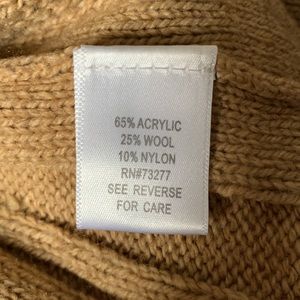 65% ACRYLIC
25% WOOL
10% NYLON
RN#73277
SEE REVERSE
FOR CARE